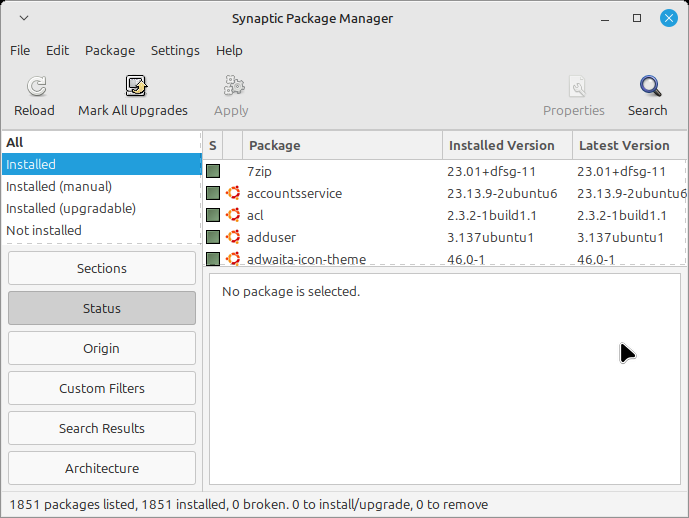 Synaptic Package Manager
File Edit Package Settings Help
Reload Mark All Upgrades Apply Properties Search
All
Installed
Installed (manual)
Installed (upgradable)
Not installed
Sections
Status
Origin
Custom Filters
Search Results
Architecture
S Package Installed Version Latest Version
7zip 23.01+dfsg-11 23.01+dfsg-11
accountsservice 23.13.9-2ubuntu6 23.13.9-2ubuntu6
acl 2.3.2-1build1.1 2.3.2-1build1.1
adduser 3.137ubuntu1 3.137ubuntu1
adwaita-icon-theme 46.0-1 46.0-1
No package is selected.
1851 packages listed, 1851 installed, 0 broken. 0 to install/upgrade, 0 to remove